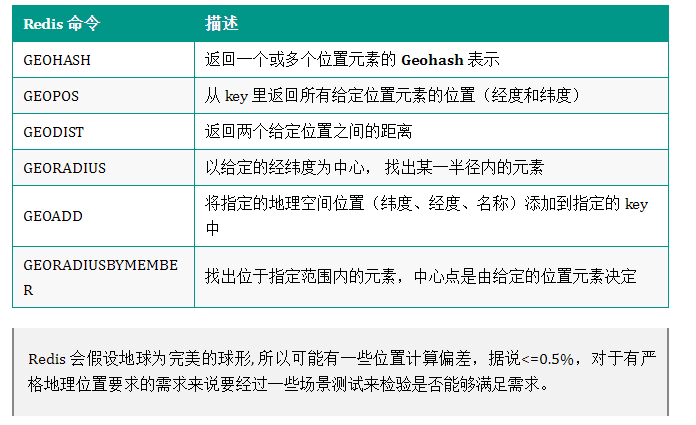 Redis 命令 描述
GEOHASH 返回一个或多个位置元素的 Geohash 表示
GEOPOS 从 key 里返回所有给定位置元素的位置（经度和纬度）
GEODIST 返回两个给定位置之间的距离
GEORADIUS 以给定的经纬度为中心， 找出某一半径内的元素
GEOADD 将指定的地理空间位置（纬度、经度、名称）添加到指定的 key
中
GEORADIUSBYMEMBE
R 找出位于指定范围内的元素，中心点是由给定的位置元素决定
Redis 会假设地球为完美的球形, 所以可能有一些位置计算偏差，据说<=0.5%，对于有严
格地理位置要求的需求来说要经过一些场景测试来检验是否能够满足需求。